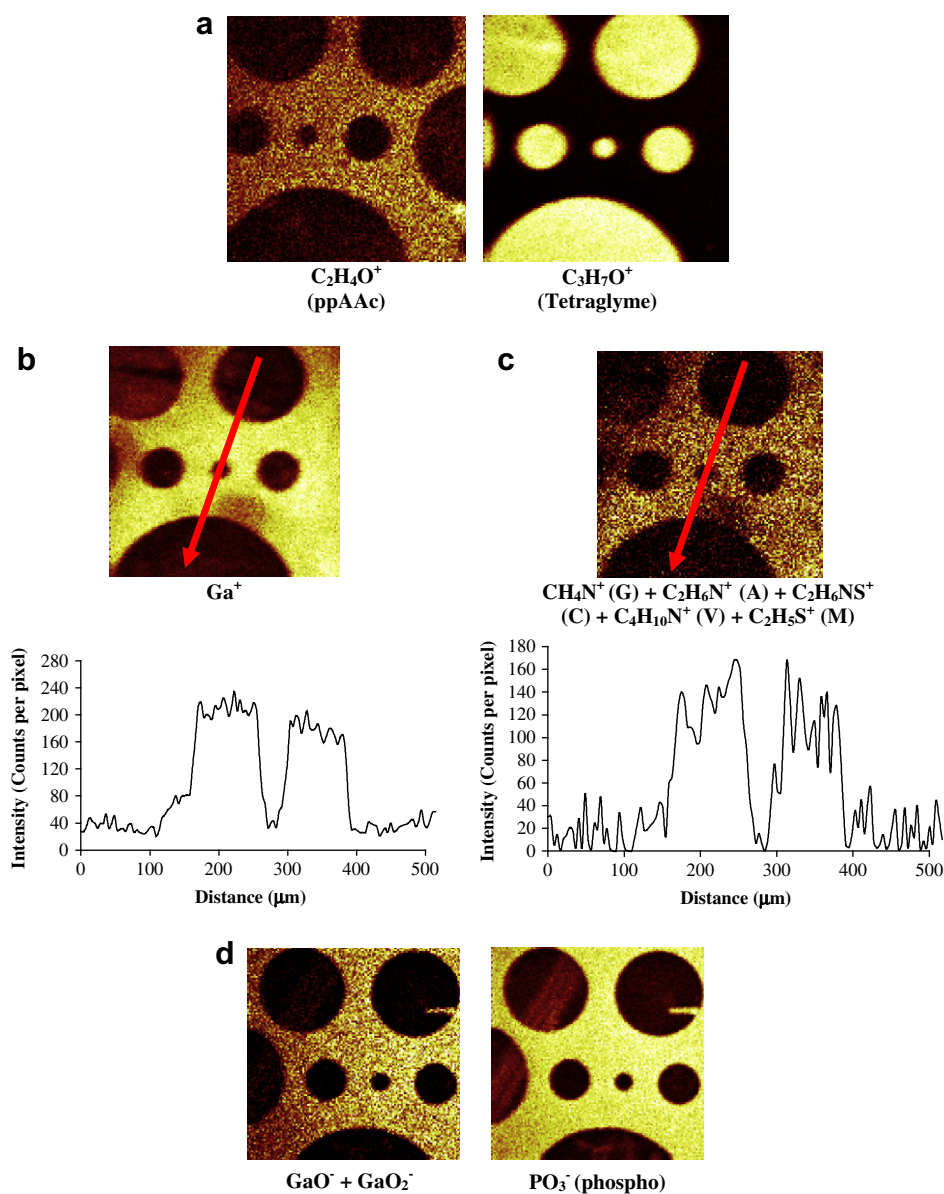 a
C₂H₄O⁺ (ppAAc)
C₃H₇O⁺ (Tetraglyme)
b
Ga⁺
Intensity (Counts per pixel)
280
240
200
160
120
80
40
0
0 100 200 300 400 500
Distance (μm)
c
CH₄N⁺ (G) + C₂H₆N⁺ (A) + C₂H₆NS⁺
(C) + C₄H₁₀N⁺ (V) + C₂H₅S⁺ (M)
Intensity (Counts per pixel)
180
160
140
120
100
80
60
40
20
0
0 100 200 300 400 500
Distance (μm)
d
GaO⁻ + GaO₂⁻
PO₃⁻ (phospho)